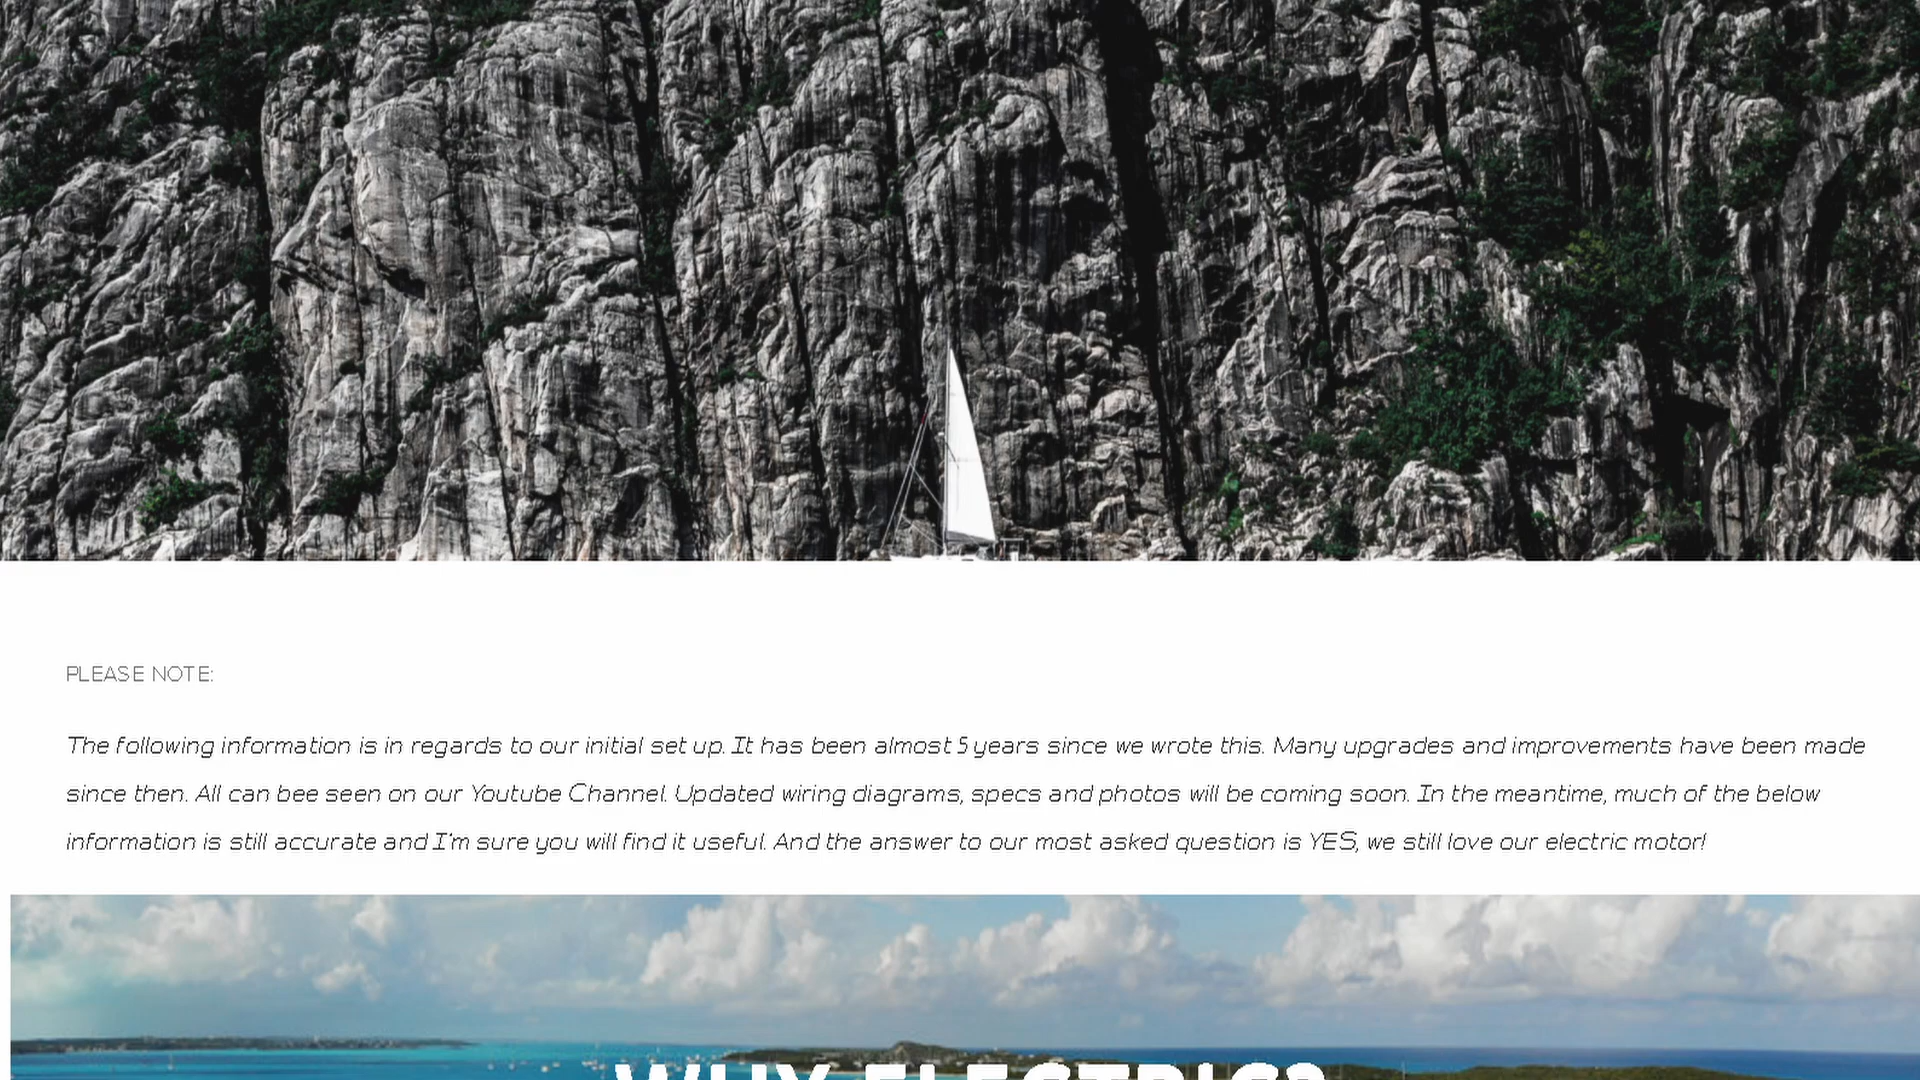 PLEASE NOTE:
The following information is in regards to our initial set up. It has been almost 5 years since we wrote this. Many upgrades and improvements have been made
since then. All can bee seen on our Youtube Channel. Updated wiring diagrams, specs and photos will be coming soon. In the meantime, much of the below
information is still accurate and I'm sure you will find it useful. And the answer to our most asked question is YES, we still love our electric motor!
WHY ELECTRIC?